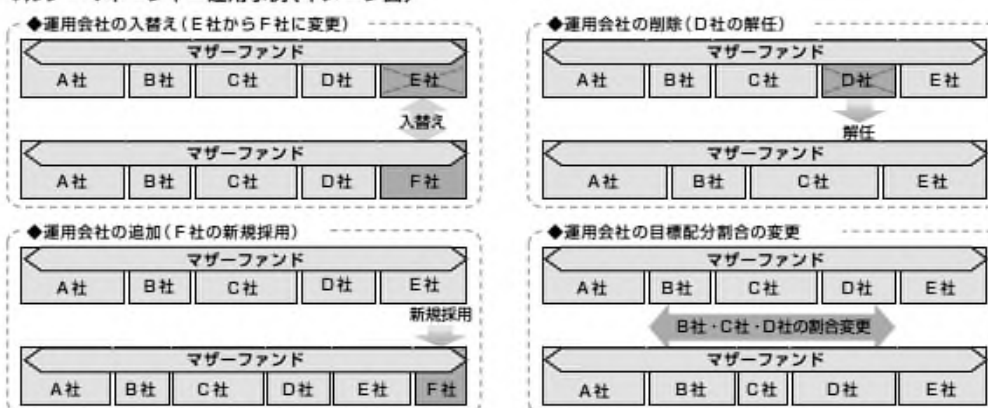 ◆運用会社の入替え(E社からF社に変更)
マザーファンド
A社 B社 C社 D社 E社
入替え
マザーファンド
A社 B社 C社 D社 F社
◆運用会社の削除(D社の解任)
マザーファンド
A社 B社 C社 D社 E社
解任
マザーファンド
A社 B社 C社 E社
◆運用会社の追加(F社の新規採用)
マザーファンド
A社 B社 C社 D社 E社
新規採用
マザーファンド
A社 B社 C社 D社 E社 F社
◆運用会社の目標配分割合の変更
マザーファンド
A社 B社 C社 D社 E社
B社・C社・D社の割合変更
マザーファンド
A社 B社 C社 D社 E社